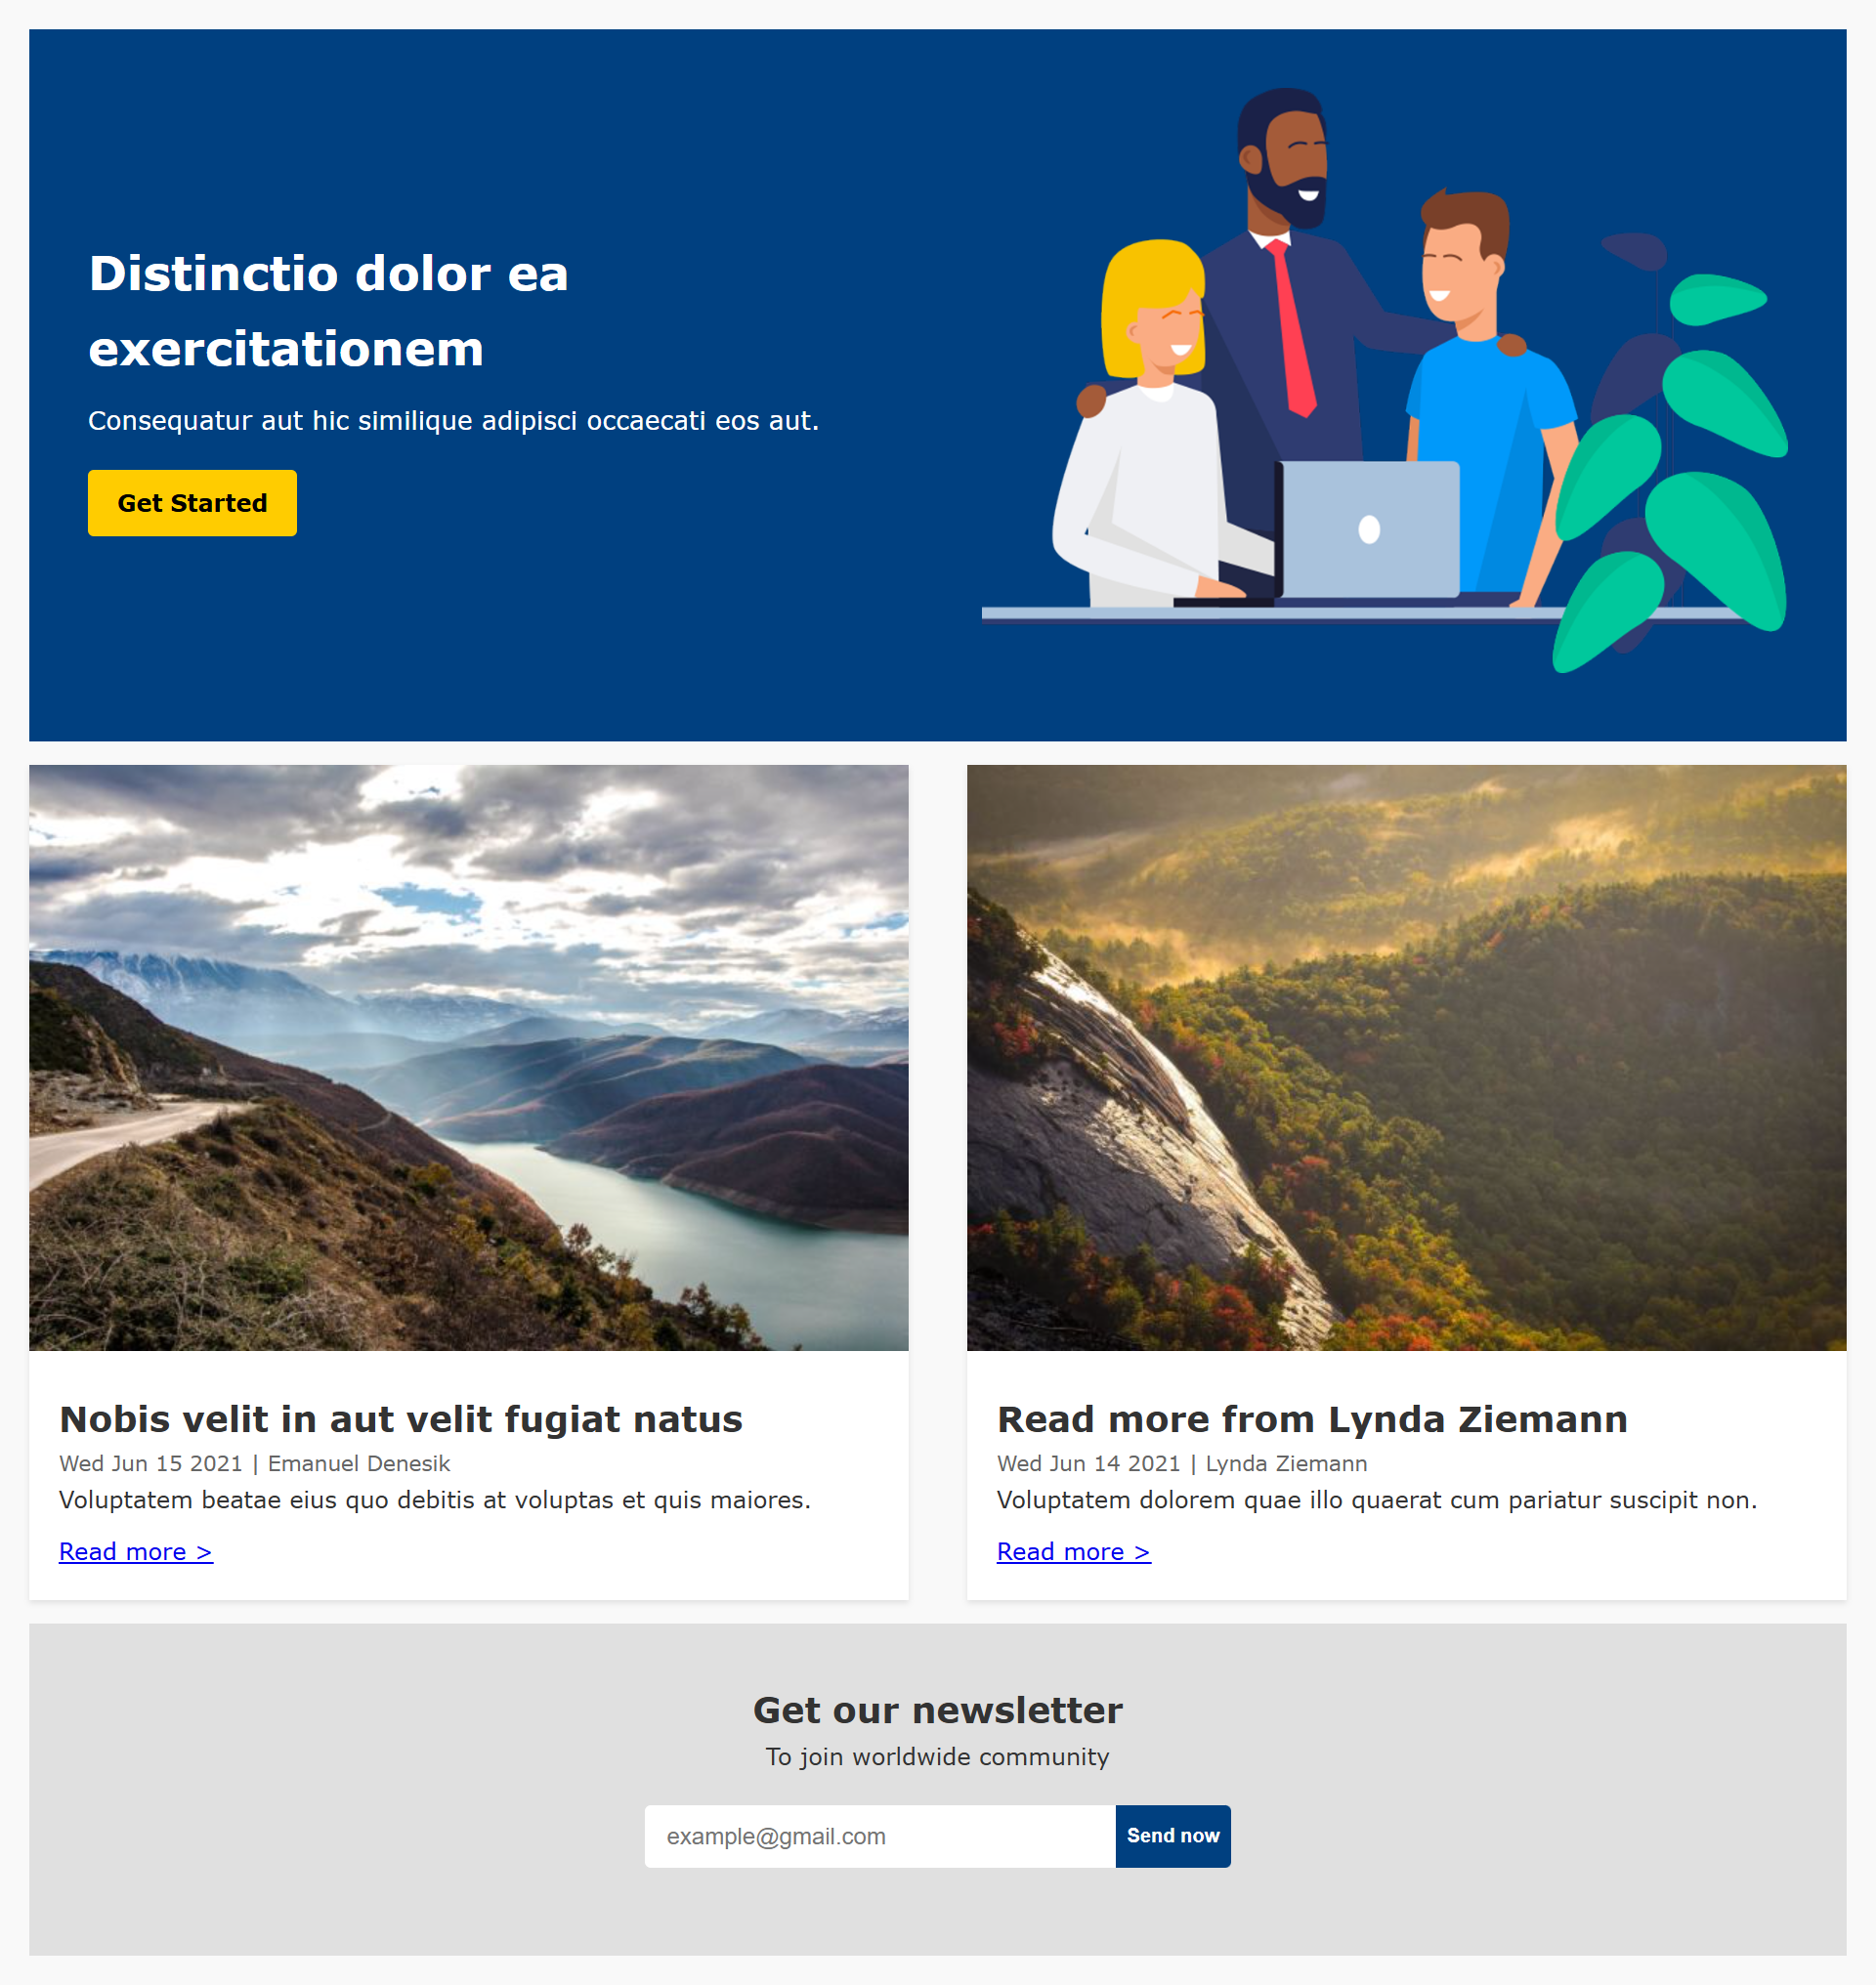 Distinctio dolor ea
exercitationem
Consequatur aut hic similique adipisci occaecati eos aut.
Get Started
Nobis velit in aut velit fugiat natus
Wed Jun 15 2021 | Emanuel Denesik
Voluptatem beatae eius quo debitis at voluptas et quis maiores.
Read more >
Read more from Lynda Ziemann
Wed Jun 14 2021 | Lynda Ziemann
Voluptatem dolorem quae illo quaerat cum pariatur suscipit non.
Read more >
Get our newsletter
To join worldwide community
example@gmail.com
Send now